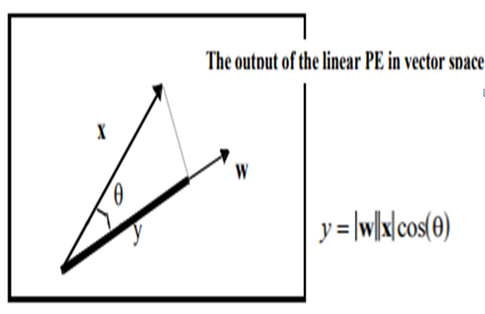 The output of the linear PE in vector space
x
w
θ
y
y = |w||x|cos(θ)